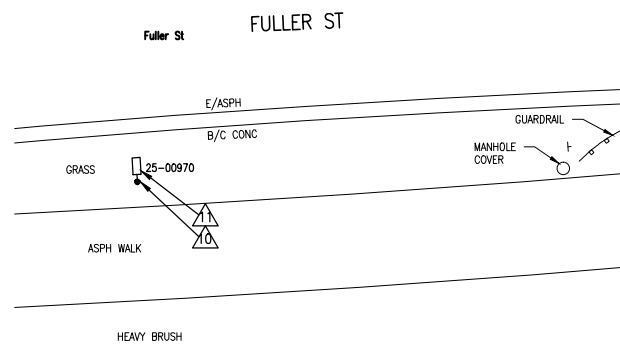 FULLER ST
Fuller St
E/ASPH
B/C CONC
GUARDRAIL
MANHOLE
COVER
GRASS
25-00970
11
10
ASPH WALK
HEAVY BRUSH